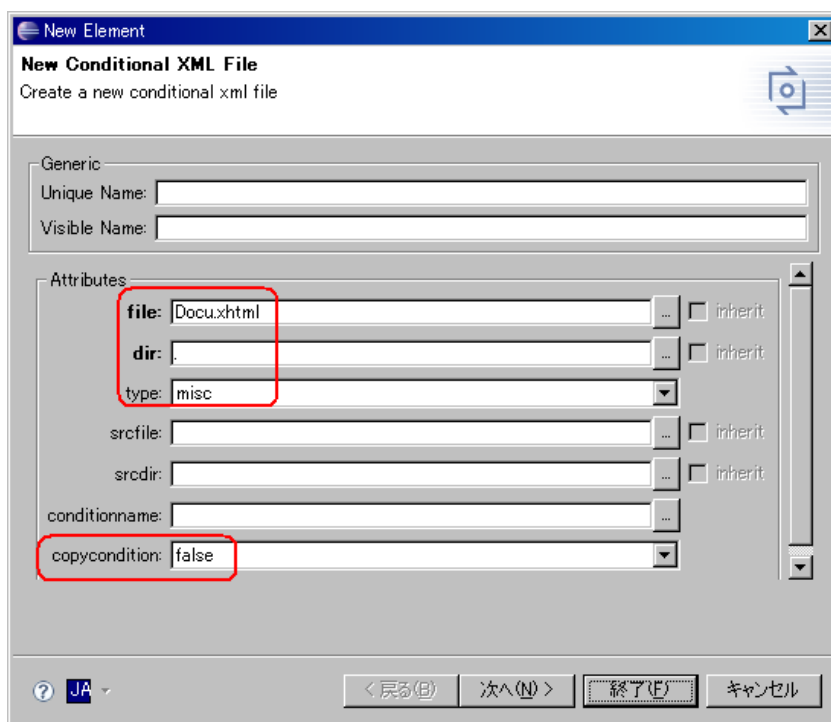 New Element
New Conditional XML File
Create a new conditional xml file
Generic
Unique Name:
Visible Name:
Attributes
file: Docu.xhtml ... inherit
dir: . ... inherit
type: misc
srcfile: ... inherit
srcdir: ... inherit
conditionname: ...
copycondition: false
? JA < 戻る(B) 次へ(N) > 終了(F) キャンセル